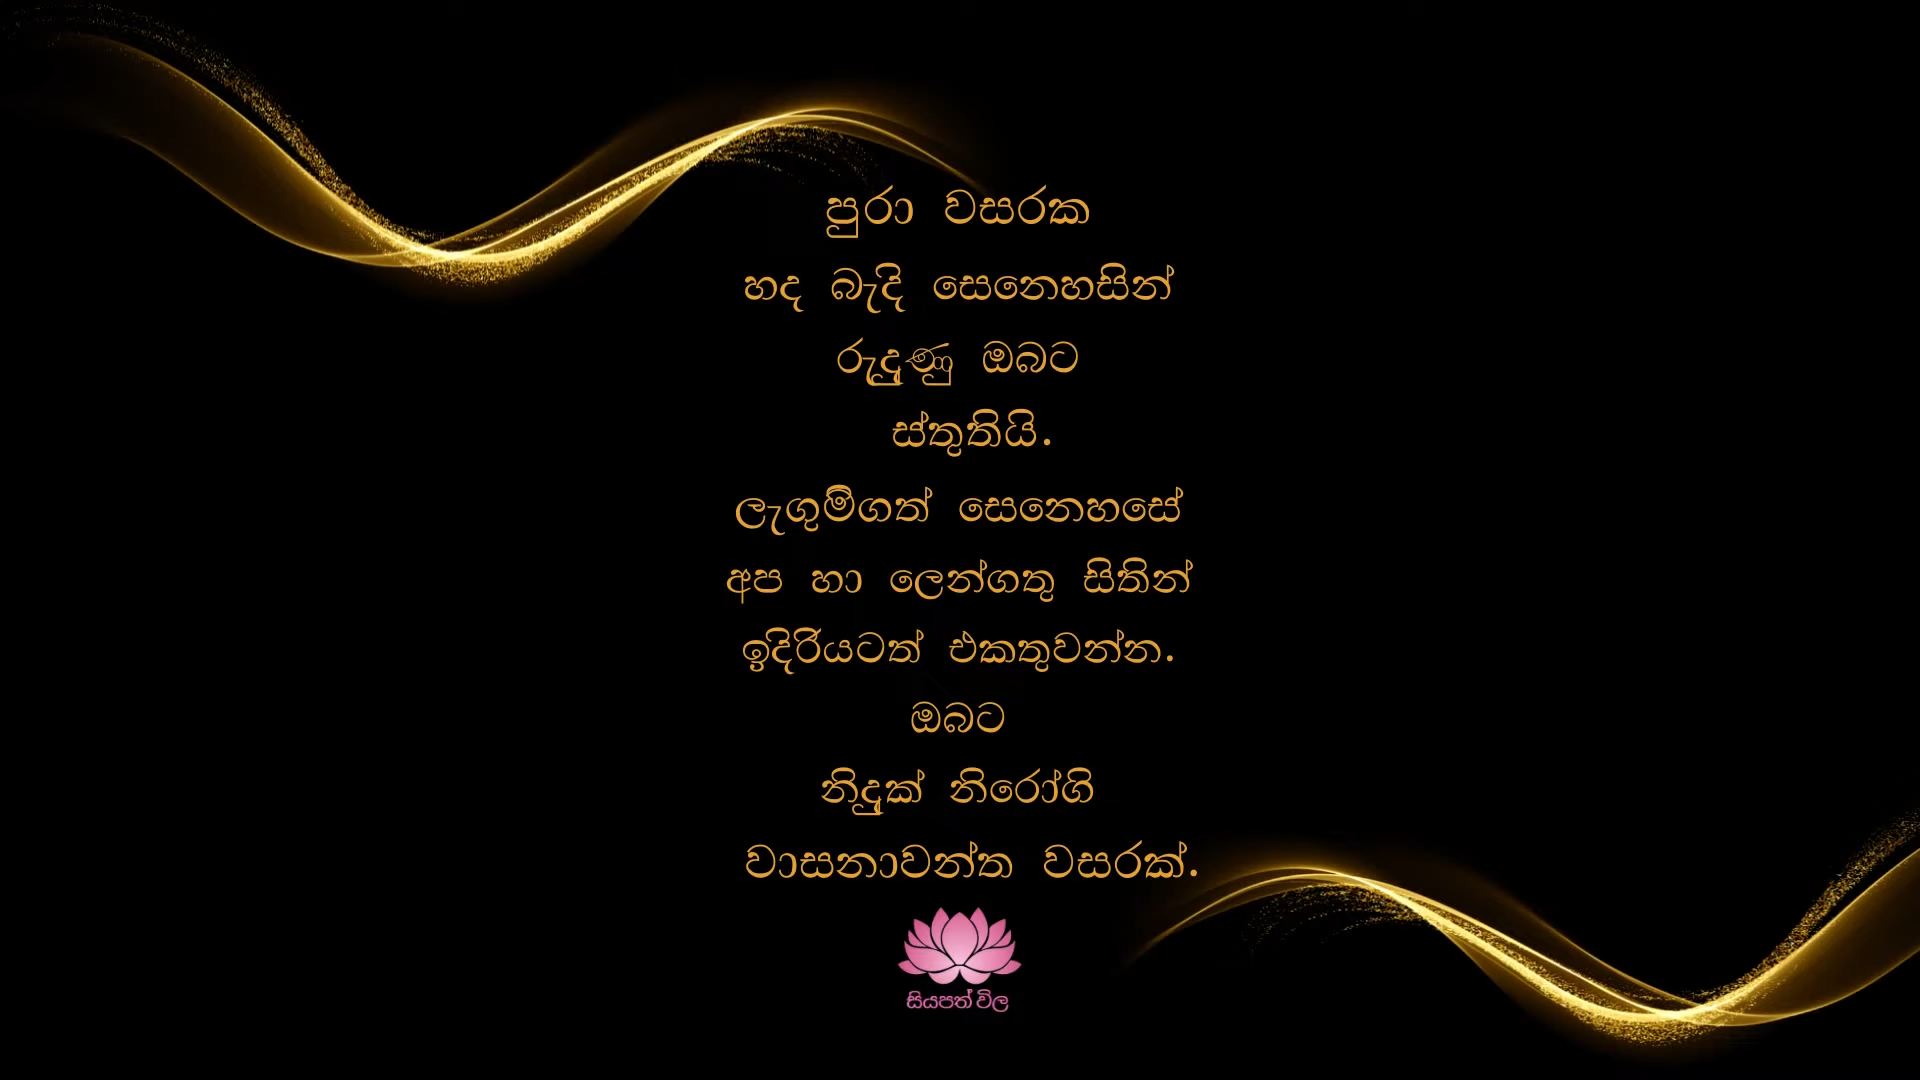 පුරා වසරක
හද බැදි සෙනෙහසින්
රුදුණු ඔබට
ස්තුතියි.
ලැගුම්ගත් සෙනෙහසේ
අප හා ලෙන්ගතු සිතින්
ඉදිරියටත් එකතුවන්න.
ඔබට
නිදුක් නිරෝගි
වාසනාවන්ත වසරක්.
සියපත් විල